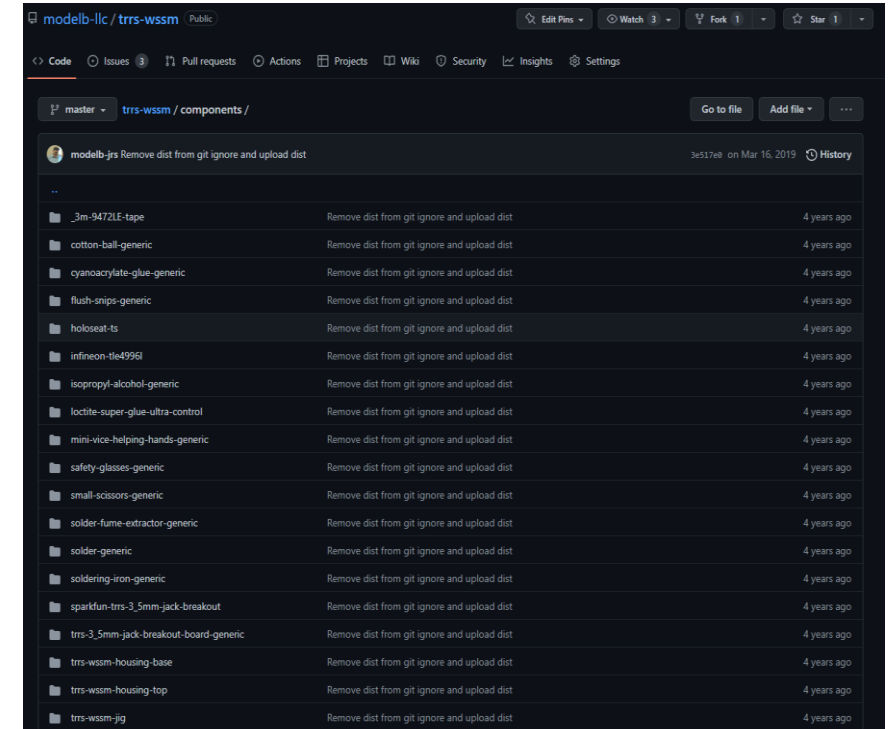 modelb-llc / trrs-wssm Public Edit Pins Watch 3 Fork 1 Star 1
Code Issues 3 Pull requests Actions Projects Wiki Security Insights Settings
master trrs-wssm / components / Go to file Add file ...
modelb-jrs Remove dist from git ignore and upload dist 3e517e0 on Mar 16, 2019 History
..
_3m-9472LE-tape Remove dist from git ignore and upload dist 4 years ago
cotton-ball-generic Remove dist from git ignore and upload dist 4 years ago
cyanoacrylate-glue-generic Remove dist from git ignore and upload dist 4 years ago
flush-snips-generic Remove dist from git ignore and upload dist 4 years ago
holoseat-ts Remove dist from git ignore and upload dist 4 years ago
infineon-tle4996l Remove dist from git ignore and upload dist 4 years ago
isopropyl-alcohol-generic Remove dist from git ignore and upload dist 4 years ago
loctite-super-glue-ultra-control Remove dist from git ignore and upload dist 4 years ago
mini-vice-helping-hands-generic Remove dist from git ignore and upload dist 4 years ago
safety-glasses-generic Remove dist from git ignore and upload dist 4 years ago
small-scissors-generic Remove dist from git ignore and upload dist 4 years ago
solder-fume-extractor-generic Remove dist from git ignore and upload dist 4 years ago
solder-generic Remove dist from git ignore and upload dist 4 years ago
soldering-iron-generic Remove dist from git ignore and upload dist 4 years ago
sparkfun-trrs-3_5mm-jack-breakout Remove dist from git ignore and upload dist 4 years ago
trrs-3_5mm-jack-breakout-board-generic Remove dist from git ignore and upload dist 4 years ago
trrs-wssm-housing-base Remove dist from git ignore and upload dist 4 years ago
trrs-wssm-housing-top Remove dist from git ignore and upload dist 4 years ago
trrs-wssm-jig Remove dist from git ignore and upload dist 4 years ago